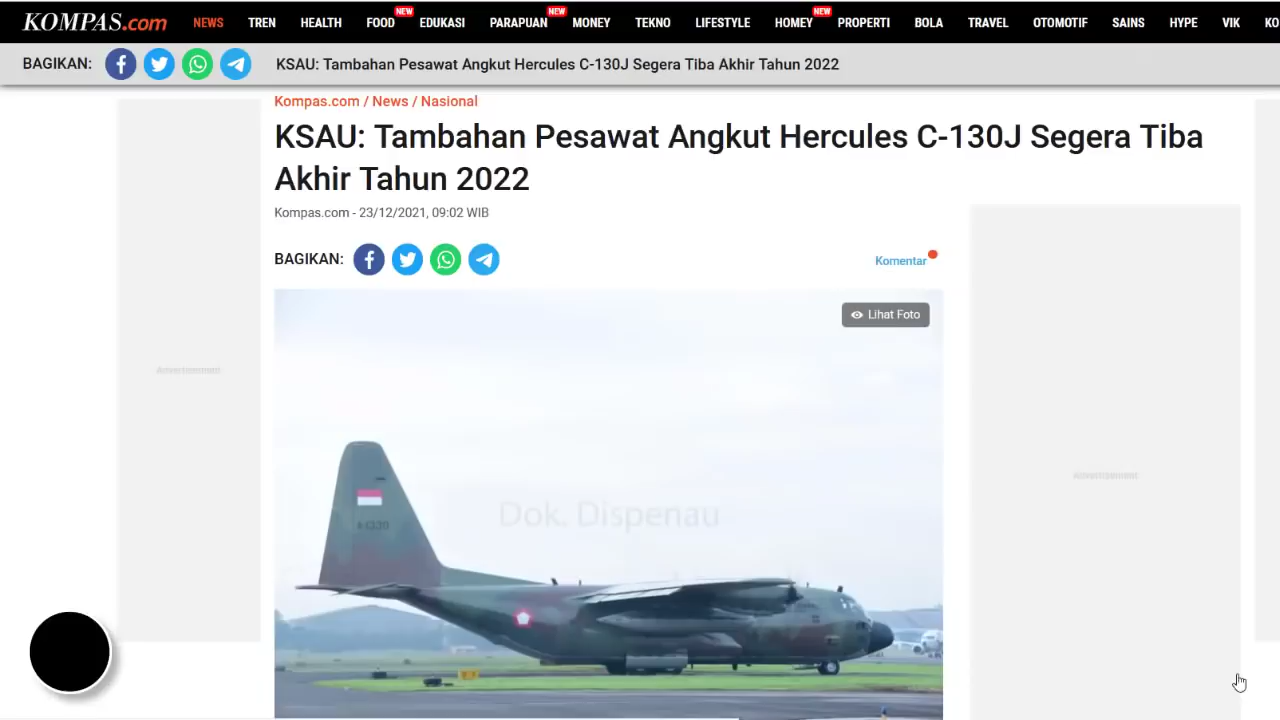 KOMPAS.com NEWS TREN HEALTH FOOD NEW EDUKASI PARAPUAN NEW MONEY TEKNO LIFESTYLE HOMEY NEW PROPERTI BOLA TRAVEL OTOMOTIF SAINS HYPE VIK KO
BAGIKAN: KSAU: Tambahan Pesawat Angkut Hercules C-130J Segera Tiba Akhir Tahun 2022
Kompas.com / News / Nasional
KSAU: Tambahan Pesawat Angkut Hercules C-130J Segera Tiba
Akhir Tahun 2022
Kompas.com - 23/12/2021, 09:02 WIB
BAGIKAN:
Komentar
Lihat Foto
Advertisement
Advertisement
Dok. Dispenau